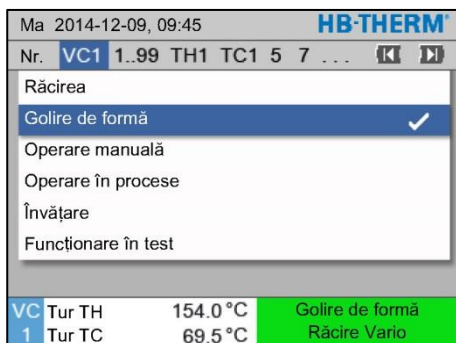 Ma 2014-12-09, 09:45 HB-THERM®
Nr. VC1 1..99 TH1 TC1 5 7 ...
Răcirea
Golire de formă
Operare manuală
Operare în procese
Învățare
Funcționare în test
VC Tur TH 154.0 °C Golire de formă
1 Tur TC 69.5 °C Răcire Vario